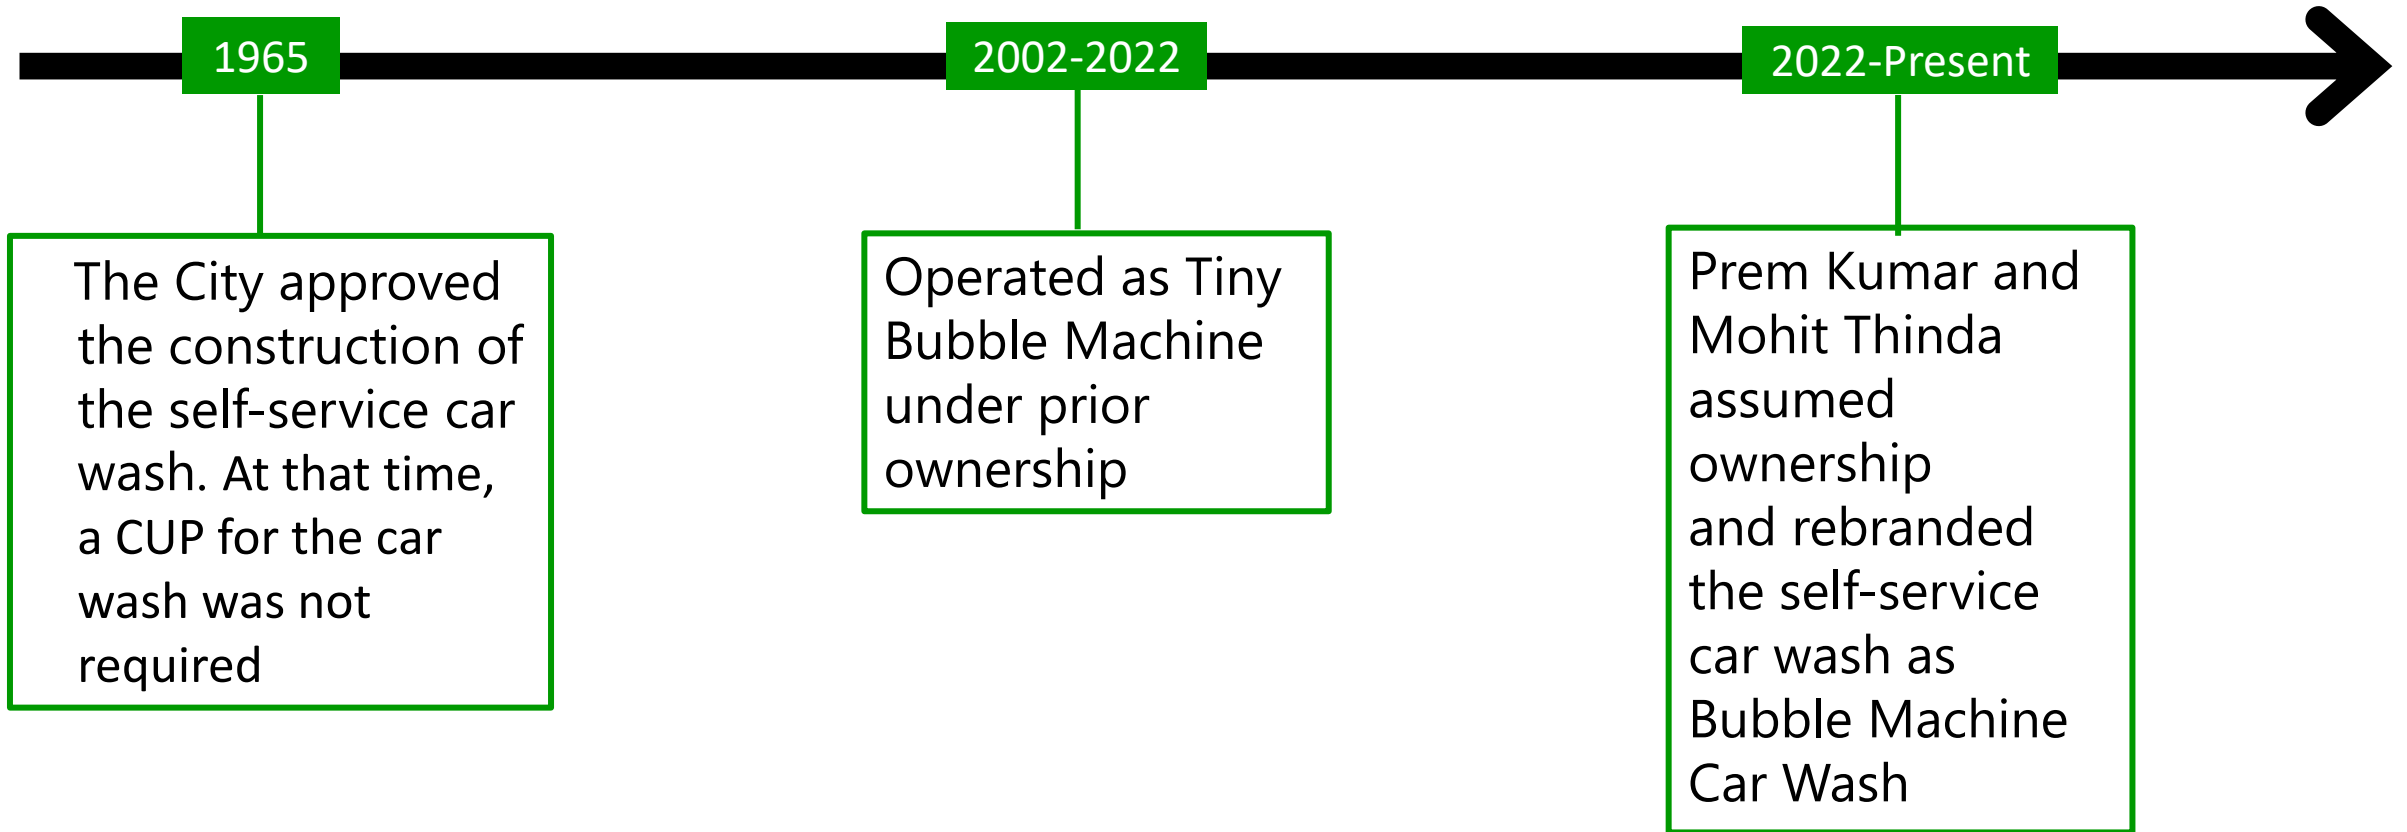 1965
The City approved
the construction of
the self-service car
wash. At that time,
a CUP for the car
wash was not
required
2002-2022
Operated as Tiny
Bubble Machine
under prior
ownership
2022-Present
Prem Kumar and
Mohit Thinda
assumed
ownership
and rebranded
the self-service
car wash as
Bubble Machine
Car Wash